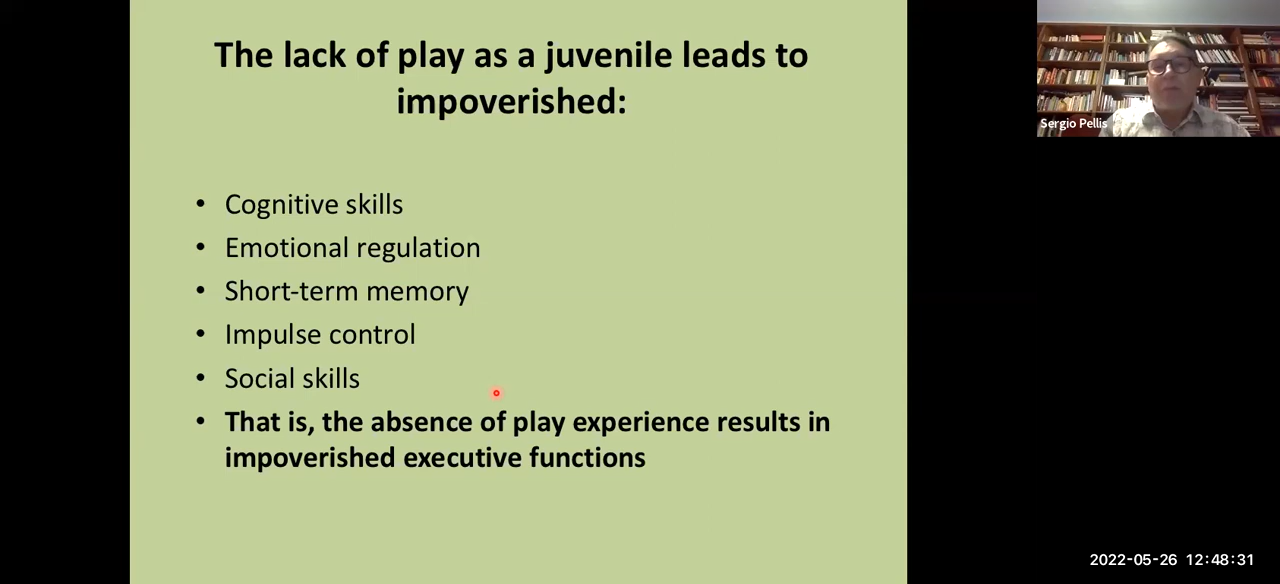 The lack of play as a juvenile leads to
impoverished:
• Cognitive skills
• Emotional regulation
• Short-term memory
• Impulse control
• Social skills
• That is, the absence of play experience results in
impoverished executive functions
Sergio Pellis
2022-05-26 12:48:31